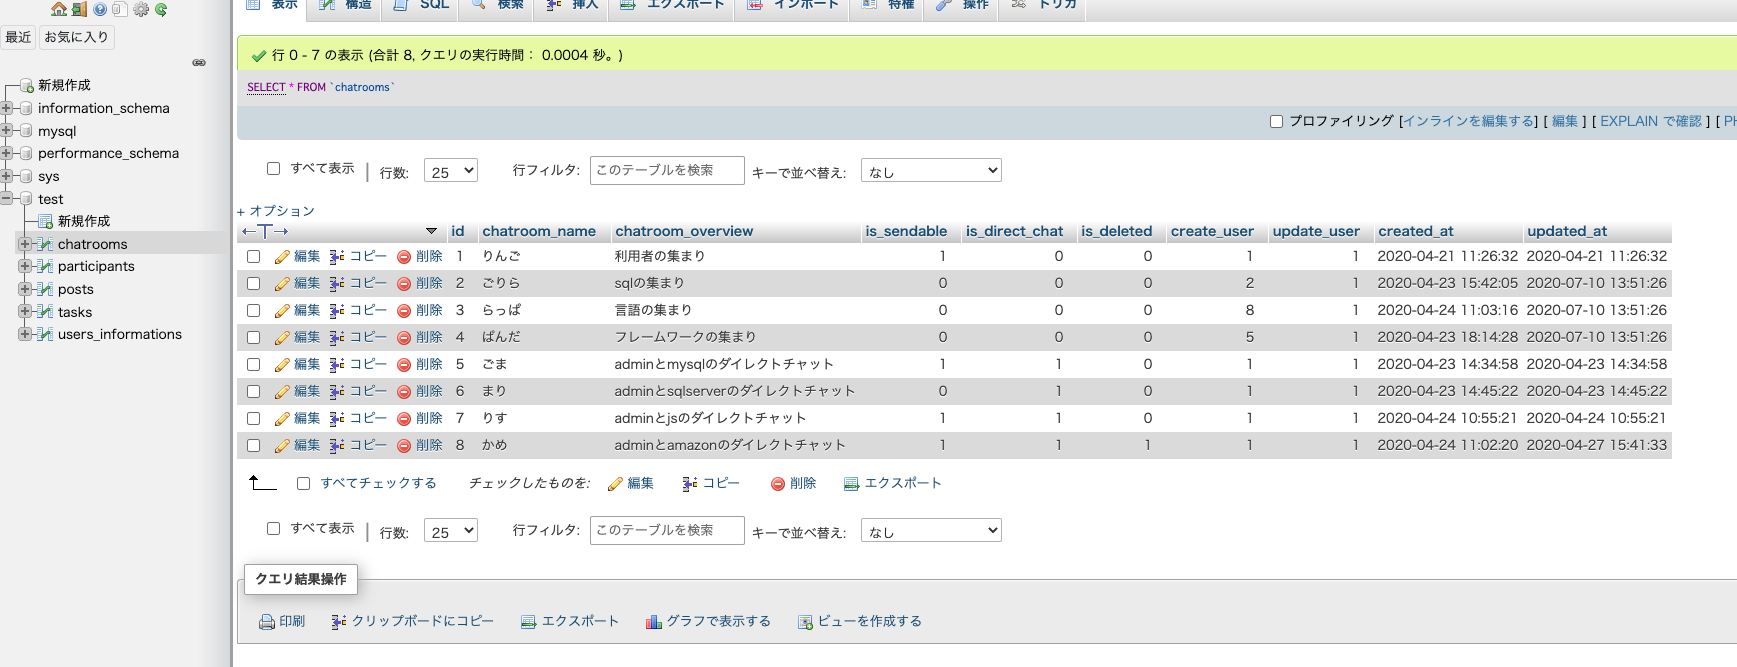 表示 構造 SQL 検索 挿入 エクスポート インポート 特権 操作 トリガ
最近 お気に入り
新規作成
information_schema
mysql
performance_schema
sys
test
新規作成
chatrooms
participants
posts
tasks
users_informations
行 0 - 7 の表示 (合計 8, クエリの実行時間： 0.0004 秒。)
SELECT * FROM `chatrooms`
プロファイリング [インラインを編集する] [ 編集 ] [ EXPLAIN で確認 ] [ PH
すべて表示 | 行数: 25 行フィルタ: このテーブルを検索 キーで並べ替え: なし
+ オプション
←T→ id chatroom_name chatroom_overview is_sendable is_direct_chat is_deleted create_user update_user created_at updated_at
編集 コピー 削除 1 りんご 利用者の集まり 1 0 0 1 1 2020-04-21 11:26:32 2020-04-21 11:26:32
編集 コピー 削除 2 ごりら sqlの集まり 0 0 0 2 1 2020-04-23 15:42:05 2020-07-10 13:51:26
編集 コピー 削除 3 らっぱ 言語の集まり 0 0 0 8 1 2020-04-24 11:03:16 2020-07-10 13:51:26
編集 コピー 削除 4 ぱんだ フレームワークの集まり 0 0 0 5 1 2020-04-23 18:14:28 2020-07-10 13:51:26
編集 コピー 削除 5 ごま adminとmysqlのダイレクトチャット 1 1 0 1 1 2020-04-23 14:34:58 2020-04-23 14:34:58
編集 コピー 削除 6 まり adminとsqlserverのダイレクトチャット 0 1 0 1 1 2020-04-23 14:45:22 2020-04-23 14:45:22
編集 コピー 削除 7 りす adminとjsのダイレクトチャット 1 1 0 1 1 2020-04-24 10:55:21 2020-04-24 10:55:21
編集 コピー 削除 8 かめ adminとamazonのダイレクトチャット 1 1 1 1 1 2020-04-24 11:02:20 2020-04-27 15:41:33
すべてチェックする チェックしたものを: 編集 コピー 削除 エクスポート
すべて表示 | 行数: 25 行フィルタ: このテーブルを検索 キーで並べ替え: なし
クエリ結果操作
印刷 クリップボードにコピー エクスポート グラフで表示する ビューを作成する